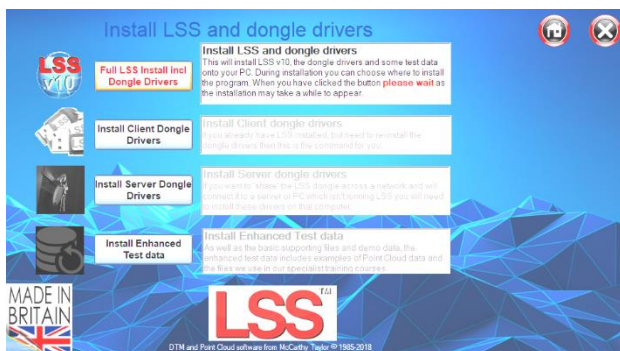 Install LSS and dongle drivers
LSS
v10
Full LSS Install incl
Dongle Drivers
Install LSS and dongle drivers
This will install LSS v10, the dongle drivers and some test data
onto your PC. During installation you can choose where to install
the program. When you have clicked the button please wait as
the installation may take a while to appear.
Install Client Dongle
Drivers
Install Client dongle drivers
If you already have LSS installed, but need to reinstall the
dongle drivers then this is the command for you.
Install Server Dongle
Drivers
Install Server dongle drivers
If you want to 'share' the LSS dongle across a network and will
connect it to a server or PC which isn't running LSS you will need
to install these drivers on that computer.
Install Enhanced
Test data
Install Enhanced Test data
As well as the basic supporting files and demo data, the
enhanced test data includes examples of Point Cloud data and
the files we use in our specialist training courses
MADE IN
BRITAIN
LSS™
DTM and Point Cloud software from McCarthy Taylor © 1985-2018